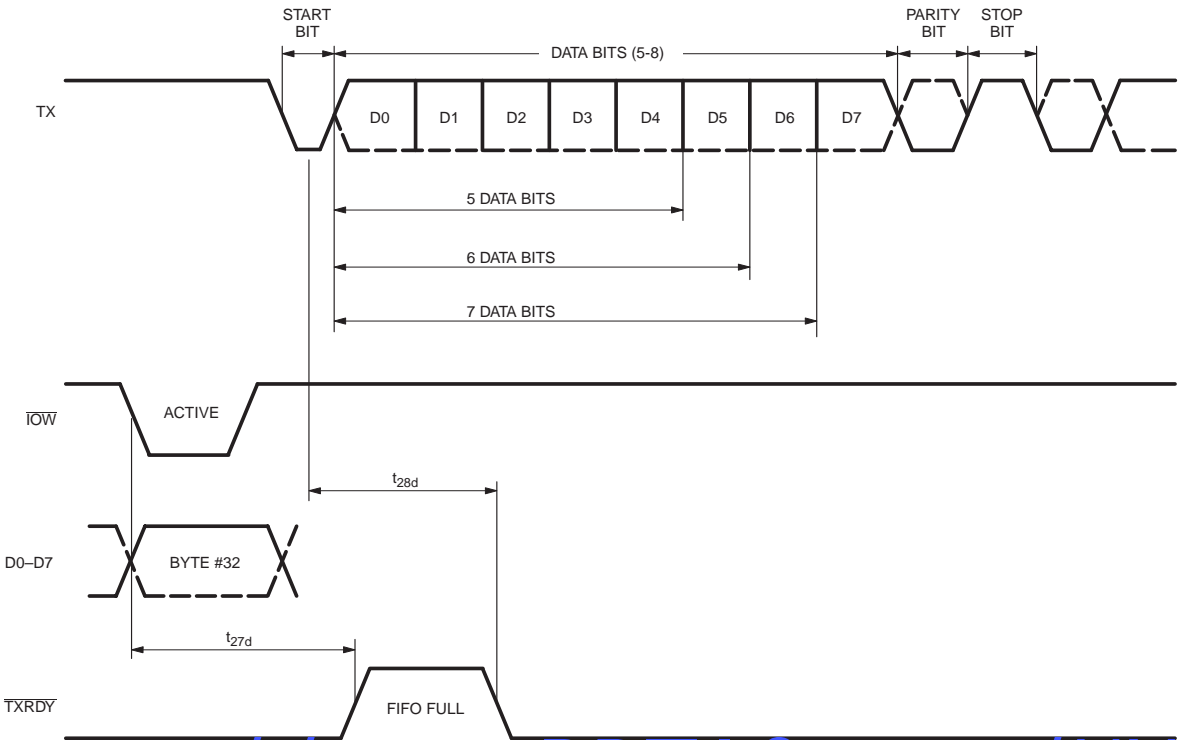 START
BIT
DATA BITS (5-8)
PARITY
BIT
STOP
BIT
TX
D0
D1
D2
D3
D4
D5
D6
D7
5 DATA BITS
6 DATA BITS
7 DATA BITS
IOW
ACTIVE
t28d
D0–D7
BYTE #32
t27d
TXRDY
FIFO FULL